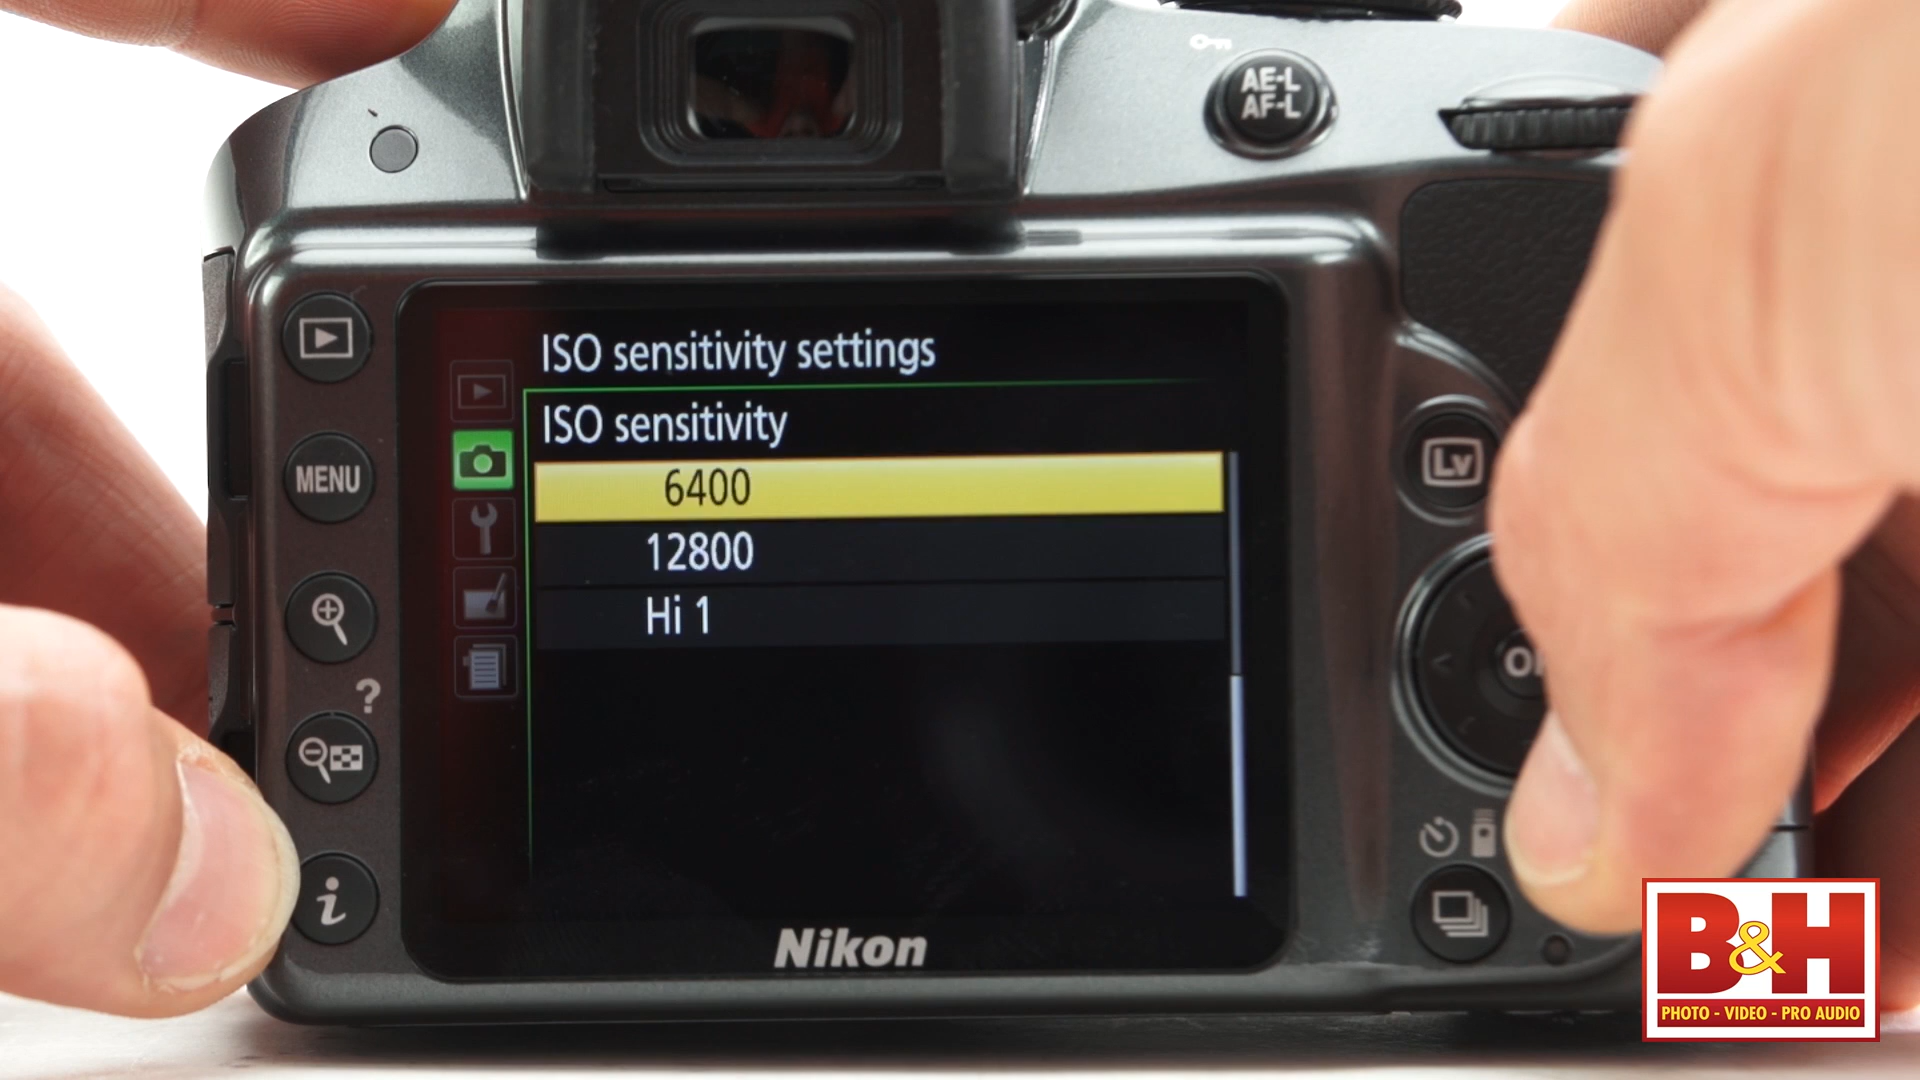 AE-L
AF-L
ISO sensitivity settings
ISO sensitivity
MENU
6400
Lv
12800
Hi 1
?
i
Nikon
B&H
PHOTO - VIDEO - PRO AUDIO